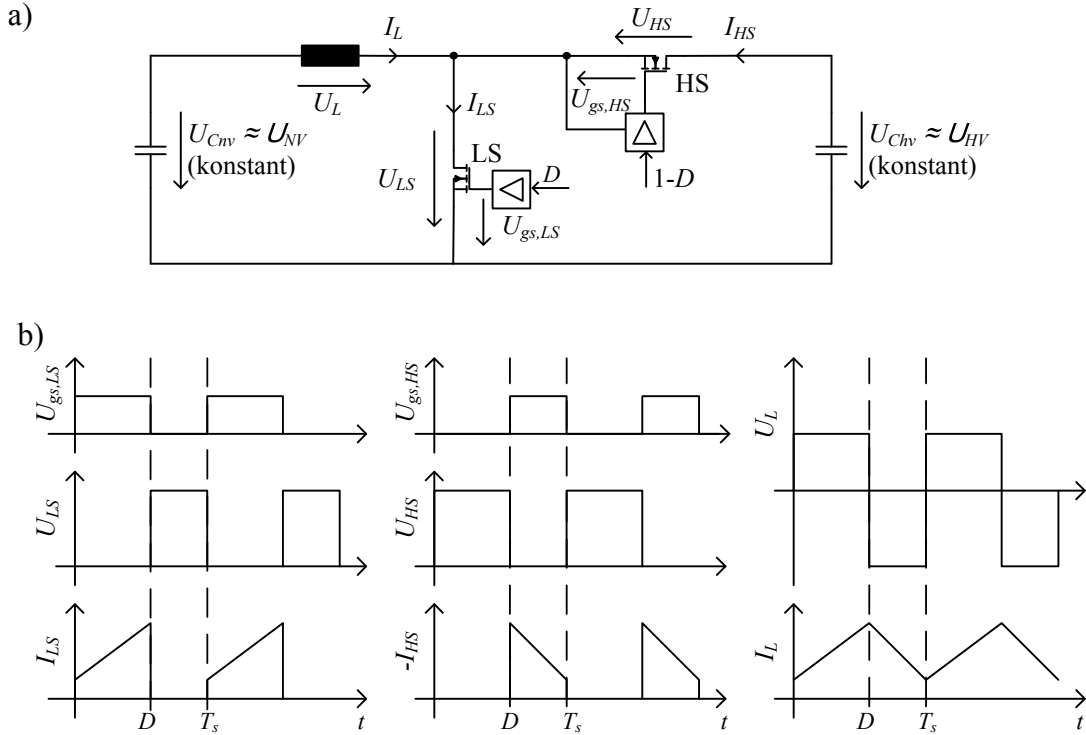 a)
I_L
U_HS
I_HS
U_L
I_LS
U_gs,HS
HS
U_Cnv ≈ U_NV
(konstant)
U_Chv ≈ U_HV
(konstant)
U_LS
LS
D
1-D
U_gs,LS
b)
U_gs,LS
U_gs,HS
U_L
U_LS
U_HS
I_LS
-I_HS
I_L
D
T_s
t
D
T_s
t
D
T_s
t